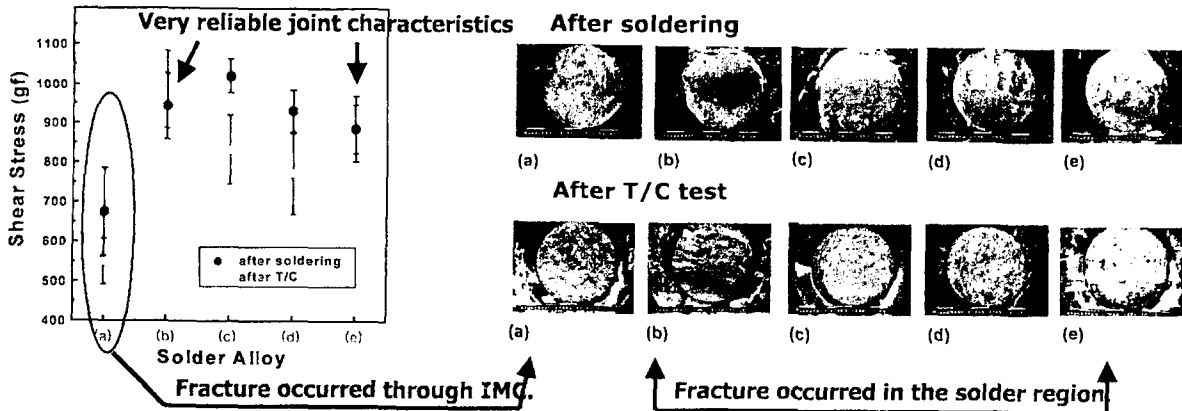 Very reliable joint characteristics
1100
1000
900
800
700
600
500
400
Shear Stress (gf)
after soldering
after T/C
(a) (b) (c) (d) (e)
Solder Alloy
After soldering
(a) (b) (c) (d) (e)
After T/C test
(a) (b) (c) (d) (e)
Fracture occurred through IMC.
Fracture occurred in the solder region.